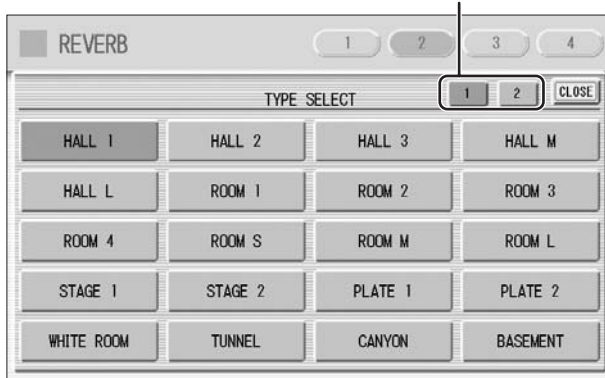 REVERB 1 2 3 4
TYPE SELECT 1 2 CLOSE
HALL 1 HALL 2 HALL 3 HALL M
HALL L ROOM 1 ROOM 2 ROOM 3
ROOM 4 ROOM S ROOM M ROOM L
STAGE 1 STAGE 2 PLATE 1 PLATE 2
WHITE ROOM TUNNEL CANYON BASEMENT